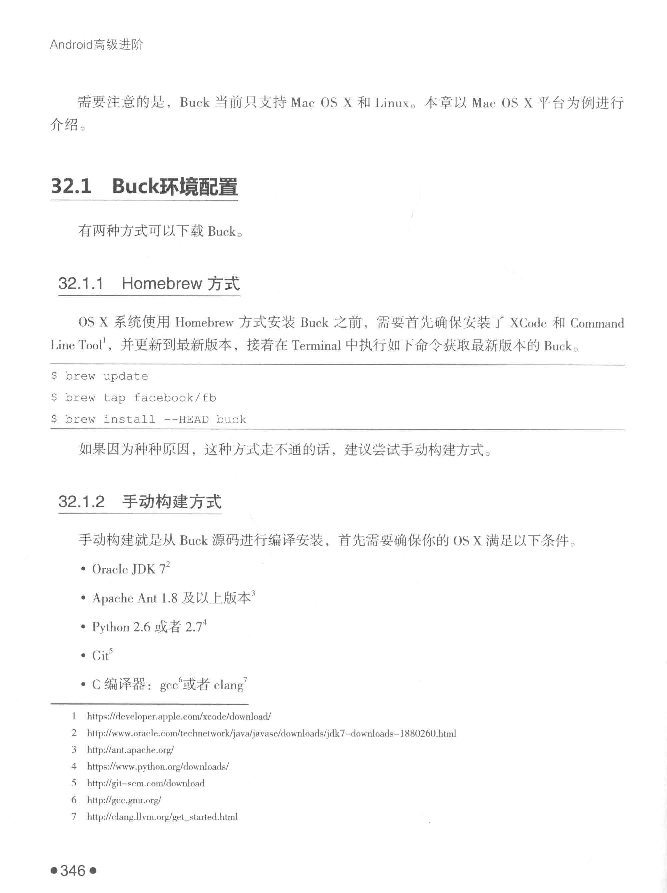 Android高级进阶
需要注意的是，Buck 当前只支持 Mac OS X 和 Linux。本章以 Mac OS X 平台为例进行
介绍。
32.1 Buck环境配置
有两种方式可以下载 Buck。
32.1.1 Homebrew 方式
OS X 系统使用 Homebrew 方式安装 Buck 之前，需要首先确保安装了 XCode 和 Command
Line Tool¹，并更新到最新版本，接着在 Terminal 中执行如下命令获取最新版本的 Buck。
$ brew update
$ brew tap facebook/fb
$ brew install --HEAD buck
如果因为种种原因，这种方式走不通的话，建议尝试手动构建方式。
32.1.2 手动构建方式
手动构建就是从 Buck 源码进行编译安装，首先需要确保你的 OS X 满足以下条件。
• Oracle JDK 7²
• Apache Ant 1.8 及以上版本³
• Python 2.6 或者 2.7⁴
• Git⁵
• C 编译器：gcc⁶或者 clang⁷
1 https://developer.apple.com/xcode/download/
2 http://www.oracle.com/technetwork/java/javase/downloads/jdk7-downloads-1880260.html
3 http://ant.apache.org/
4 https://www.python.org/downloads/
5 http://git-scm.com/download
6 http://gcc.gnu.org/
7 http://clang.llvm.org/get_started.html
•346•